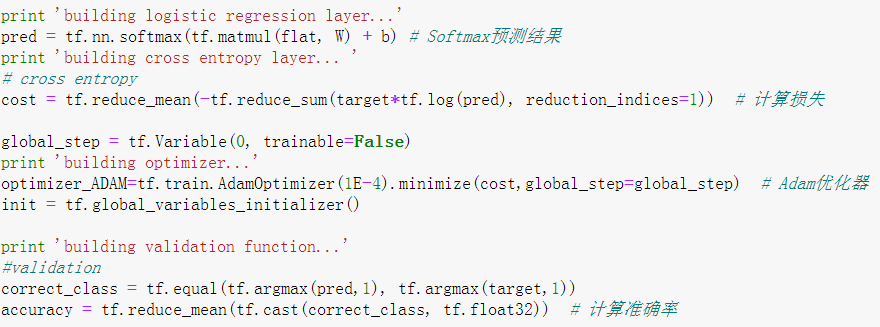 print 'building logistic regression layer...'
pred = tf.nn.softmax(tf.matmul(flat, W) + b) # Softmax预测结果
print 'building cross entropy layer... '
# cross entropy
cost = tf.reduce_mean(-tf.reduce_sum(target*tf.log(pred), reduction_indices=1))  # 计算损失
global_step = tf.Variable(0, trainable=False)
print 'building optimizer...'
optimizer_ADAM=tf.train.AdamOptimizer(1E-4).minimize(cost,global_step=global_step)  # Adam优化器
init = tf.global_variables_initializer()
print 'building validation function...'
#validation
correct_class = tf.equal(tf.argmax(pred,1), tf.argmax(target,1))
accuracy = tf.reduce_mean(tf.cast(correct_class, tf.float32))  # 计算准确率